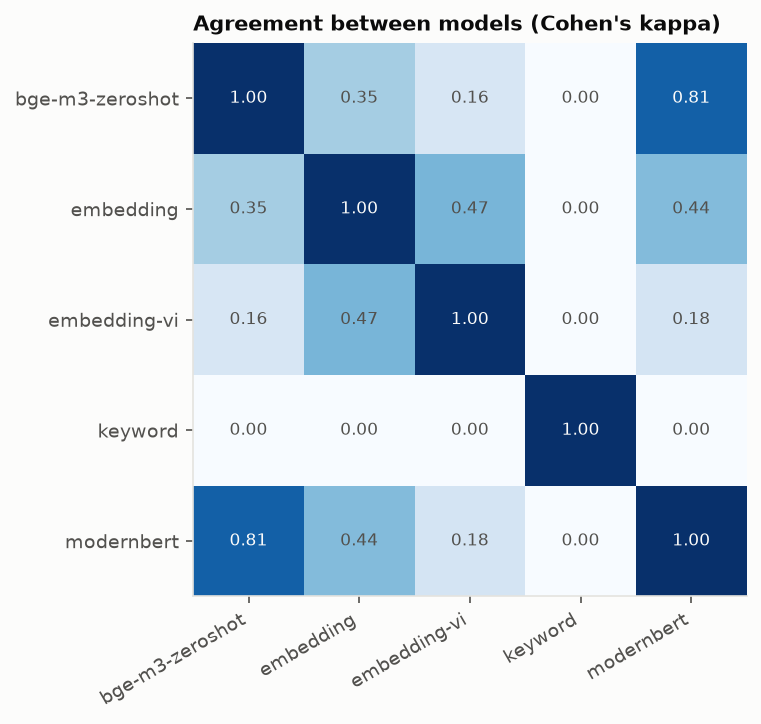 Agreement between models (Cohen's kappa)
bge-m3-zeroshot 1.00 0.35 0.16 0.00 0.81
embedding 0.35 1.00 0.47 0.00 0.44
embedding-vi 0.16 0.47 1.00 0.00 0.18
keyword 0.00 0.00 0.00 1.00 0.00
modernbert 0.81 0.44 0.18 0.00 1.00
bge-m3-zeroshot embedding embedding-vi keyword modernbert